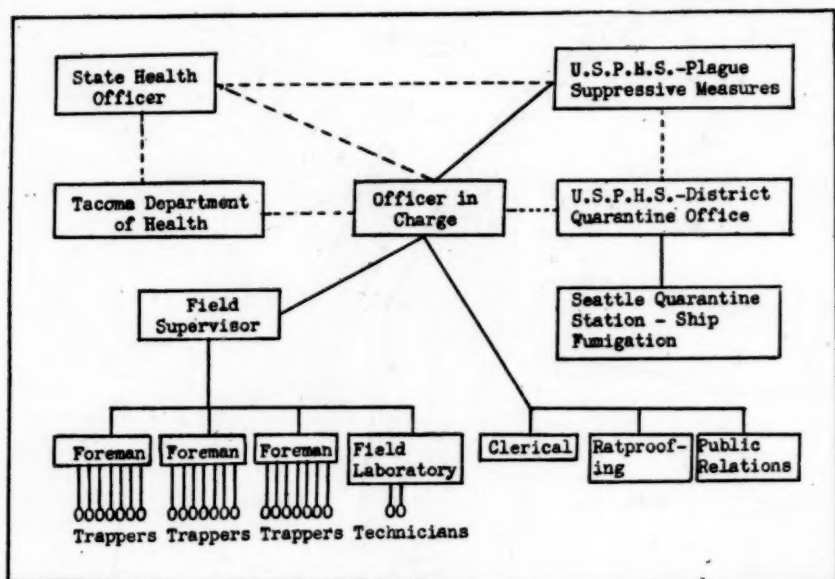 State Health
Officer
U.S.P.H.S.-Plague
Suppressive Measures
Tacoma Department
of Health
Officer in
Charge
U.S.P.H.S.-District
Quarantine Office
Field
Supervisor
Seattle Quarantine
Station - Ship
Fumigation
Foreman
Foreman
Foreman
Field
Laboratory
Clerical
Ratproof-
ing
Public
Relations
Trappers
Trappers
Trappers
Technicians